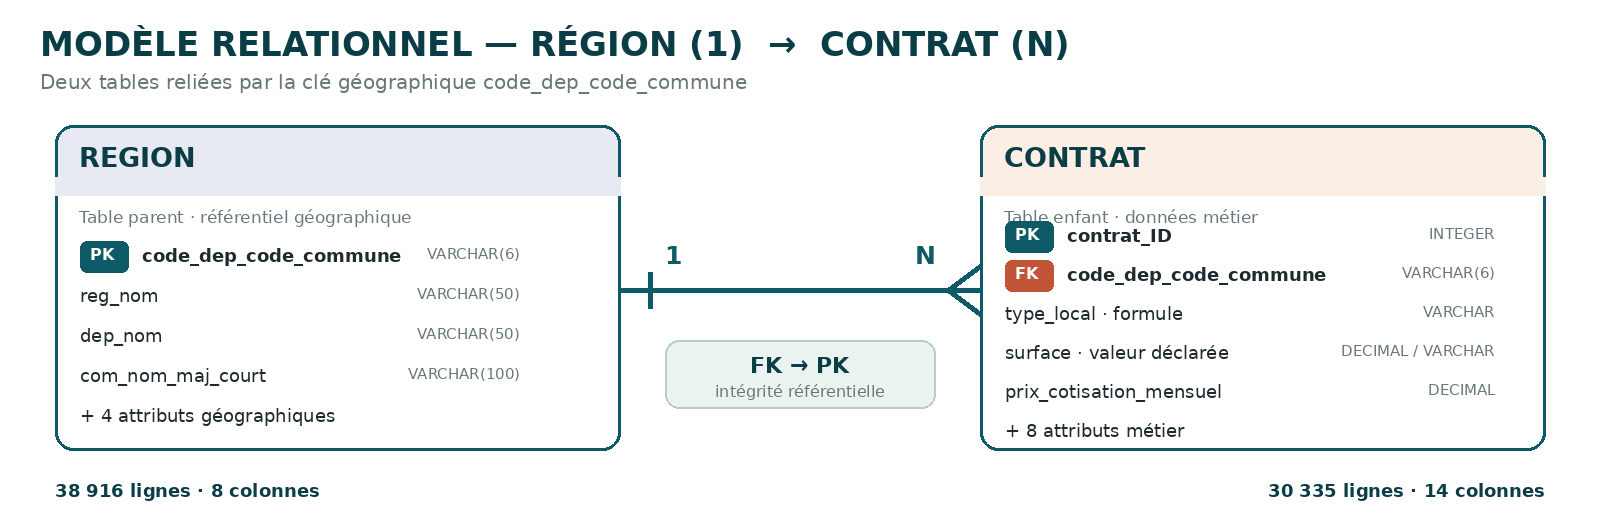 MODÈLE RELATIONNEL — RÉGION (1) → CONTRAT (N)
Deux tables reliées par la clé géographique code_dep_code_commune
REGION
Table parent · référentiel géographique
PK code_dep_code_commune VARCHAR(6)
reg_nom VARCHAR(50)
dep_nom VARCHAR(50)
com_nom_maj_court VARCHAR(100)
+ 4 attributs géographiques
38 916 lignes · 8 colonnes
1 N
FK → PK
intégrité référentielle
CONTRAT
Table enfant · données métier
PK contrat_ID INTEGER
FK code_dep_code_commune VARCHAR(6)
type_local · formule VARCHAR
surface · valeur déclarée DECIMAL / VARCHAR
prix_cotisation_mensuel DECIMAL
+ 8 attributs métier
30 335 lignes · 14 colonnes